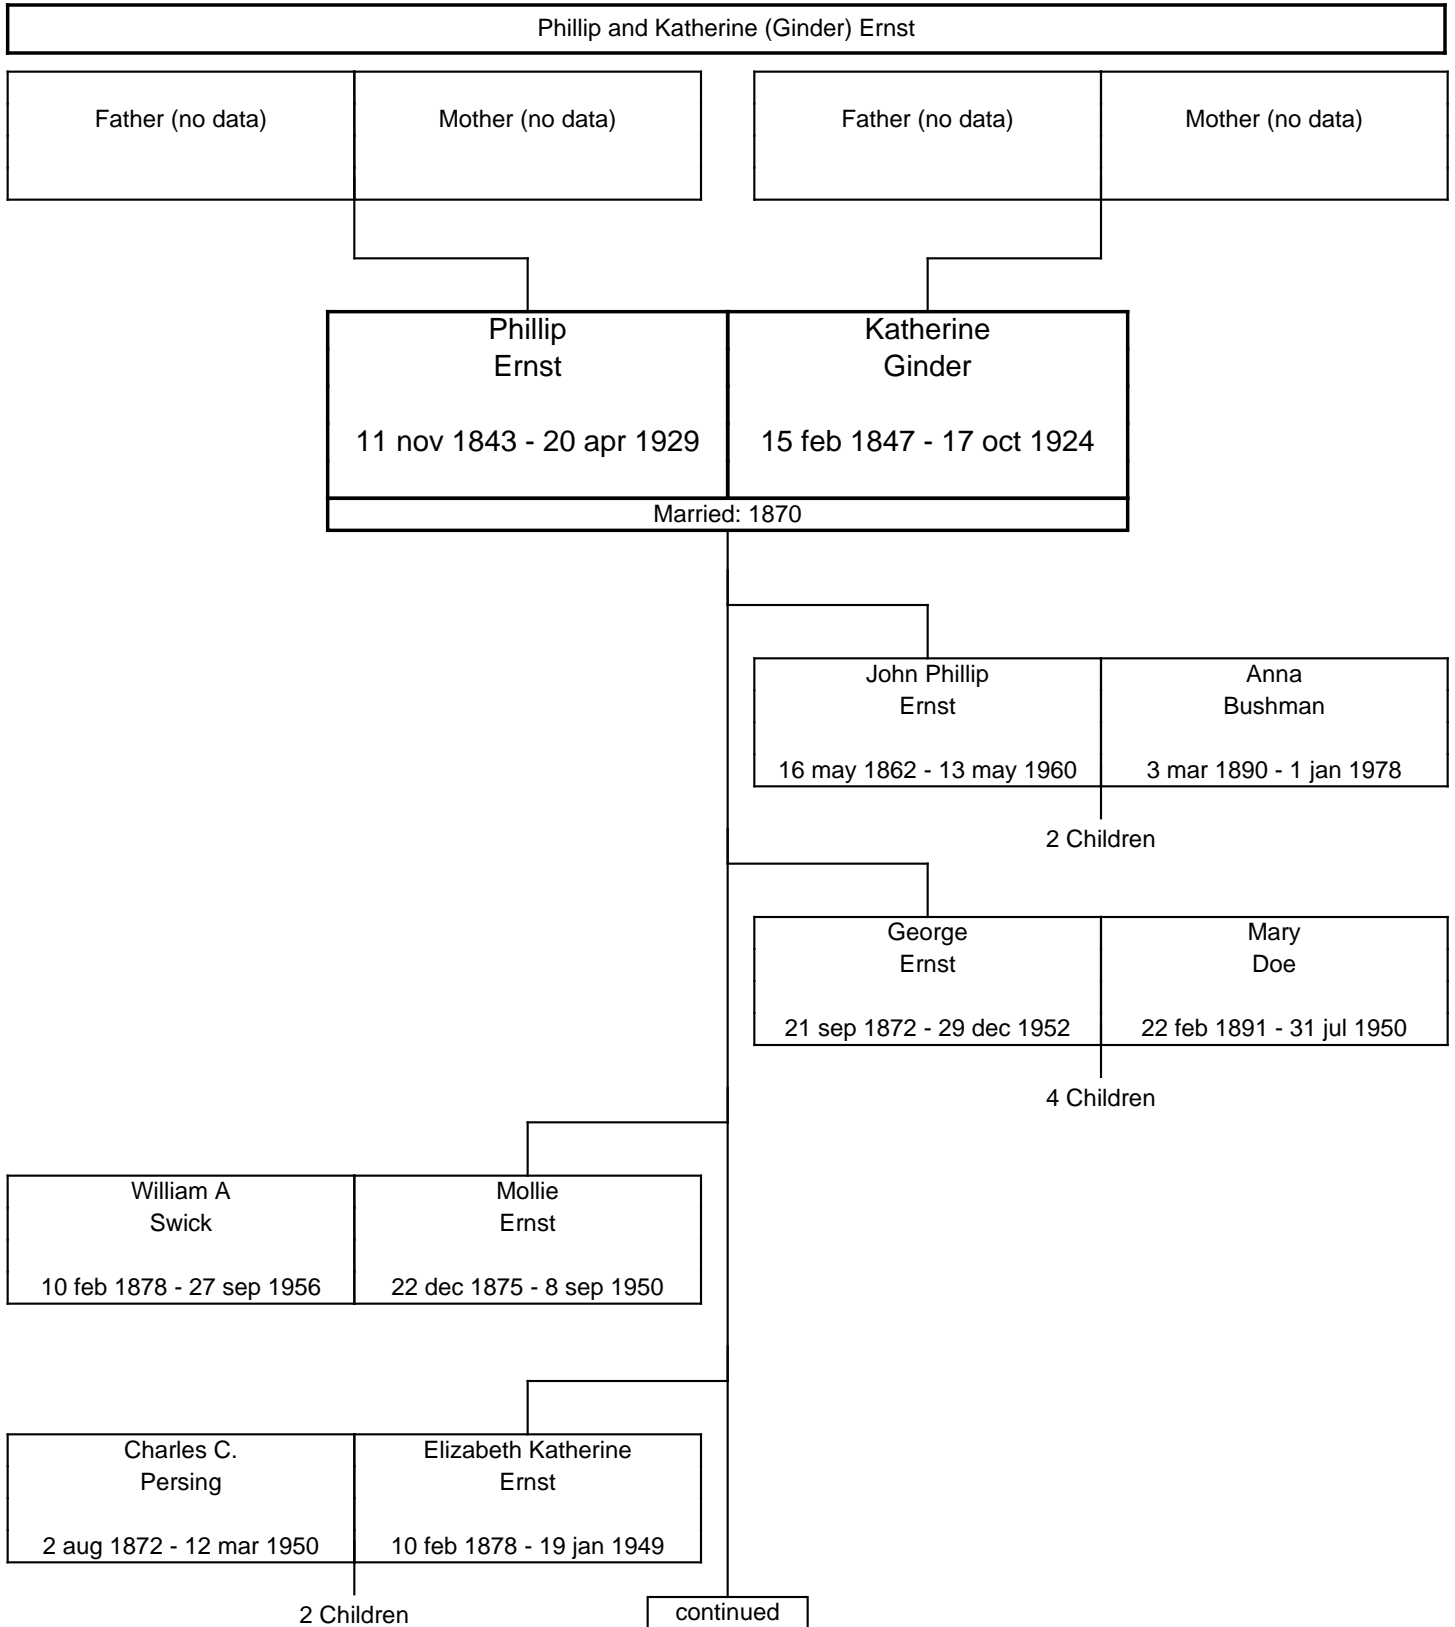 Phillip and Katherine (Ginder) Ernst
Father (no data)
Mother (no data)
Father (no data)
Mother (no data)
Phillip
Ernst
11 nov 1843 - 20 apr 1929
Katherine
Ginder
15 feb 1847 - 17 oct 1924
Married: 1870
John Phillip
Ernst
16 may 1862 - 13 may 1960
Anna
Bushman
3 mar 1890 - 1 jan 1978
2 Children
George
Ernst
21 sep 1872 - 29 dec 1952
Mary
Doe
22 feb 1891 - 31 jul 1950
4 Children
William A
Swick
10 feb 1878 - 27 sep 1956
Mollie
Ernst
22 dec 1875 - 8 sep 1950
Charles C.
Persing
2 aug 1872 - 12 mar 1950
Elizabeth Katherine
Ernst
10 feb 1878 - 19 jan 1949
2 Children
continued